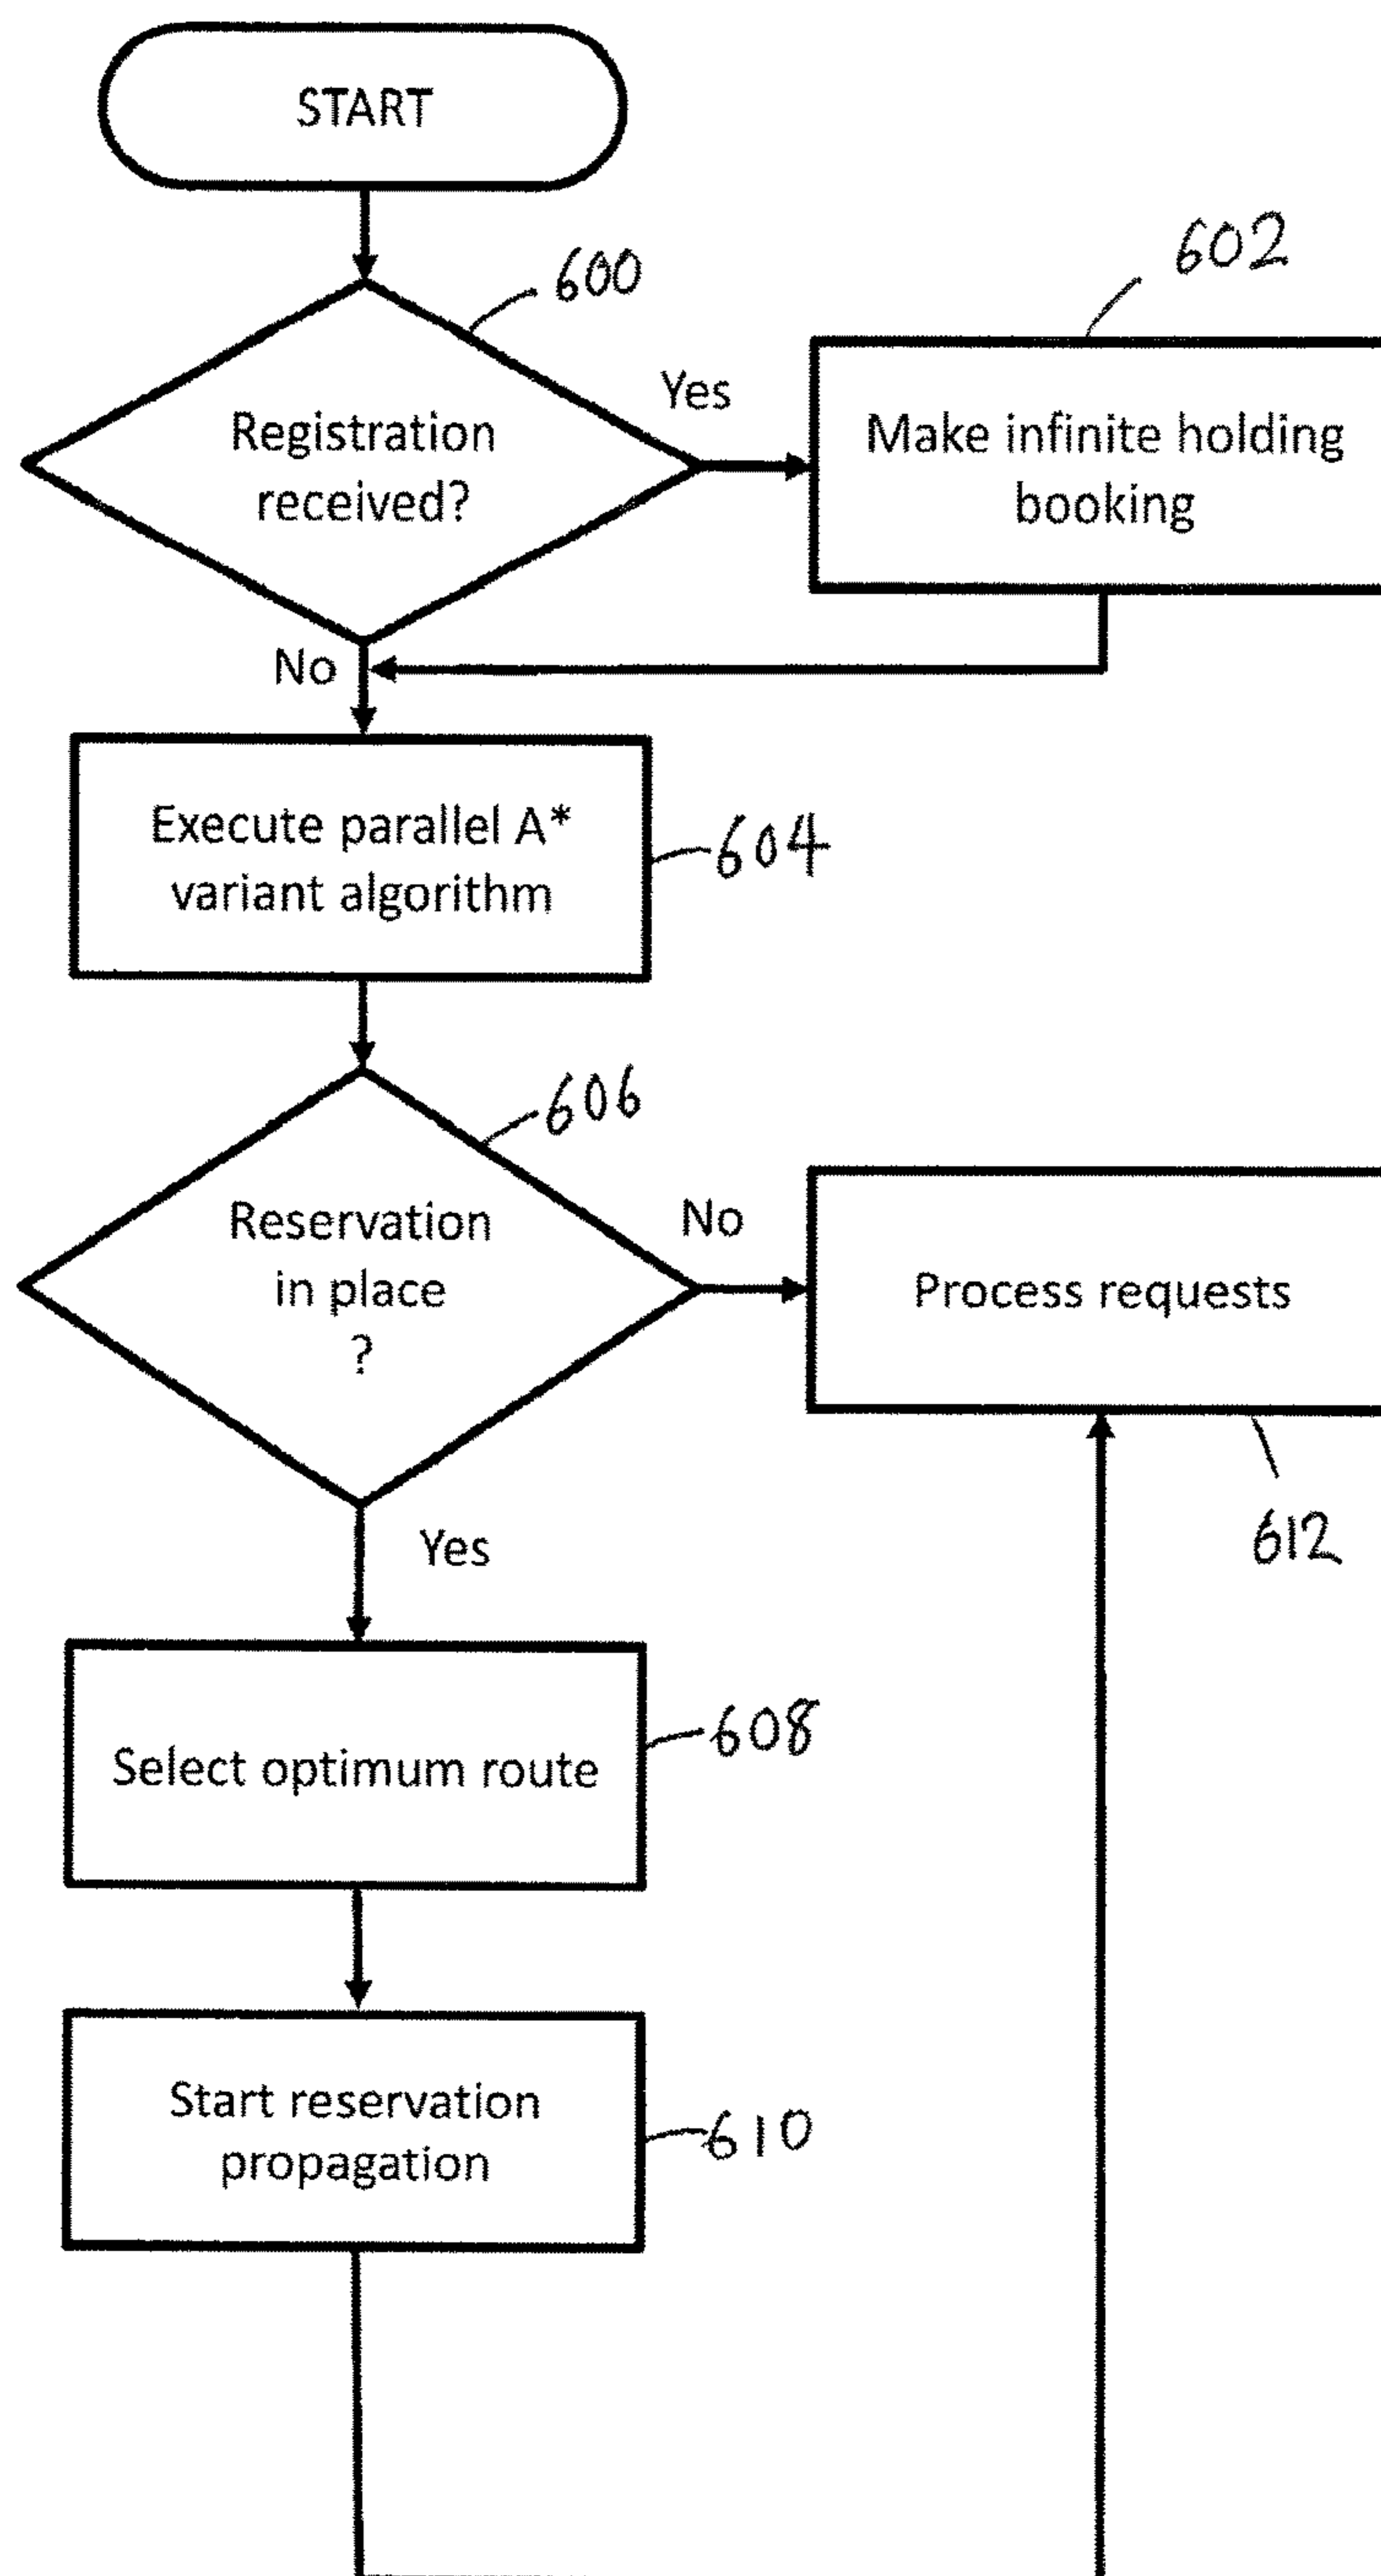 START
600
602
Registration
received?
Yes
Make infinite holding
booking
No
Execute parallel A*
variant algorithm
604
606
Reservation
in place
?
No
Process requests
612
Yes
Select optimum route
608
Start reservation
propagation
610